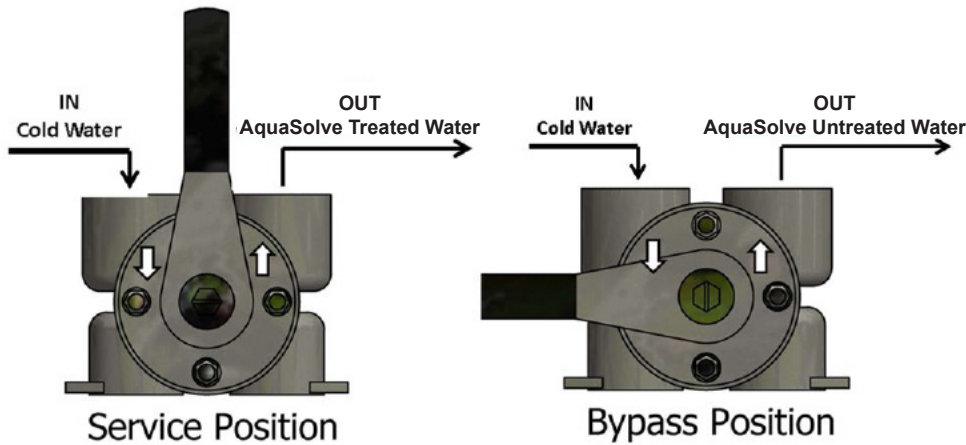 IN
Cold Water
OUT
AquaSolve Treated Water
Service Position
IN
Cold Water
OUT
AquaSolve Untreated Water
Bypass Position